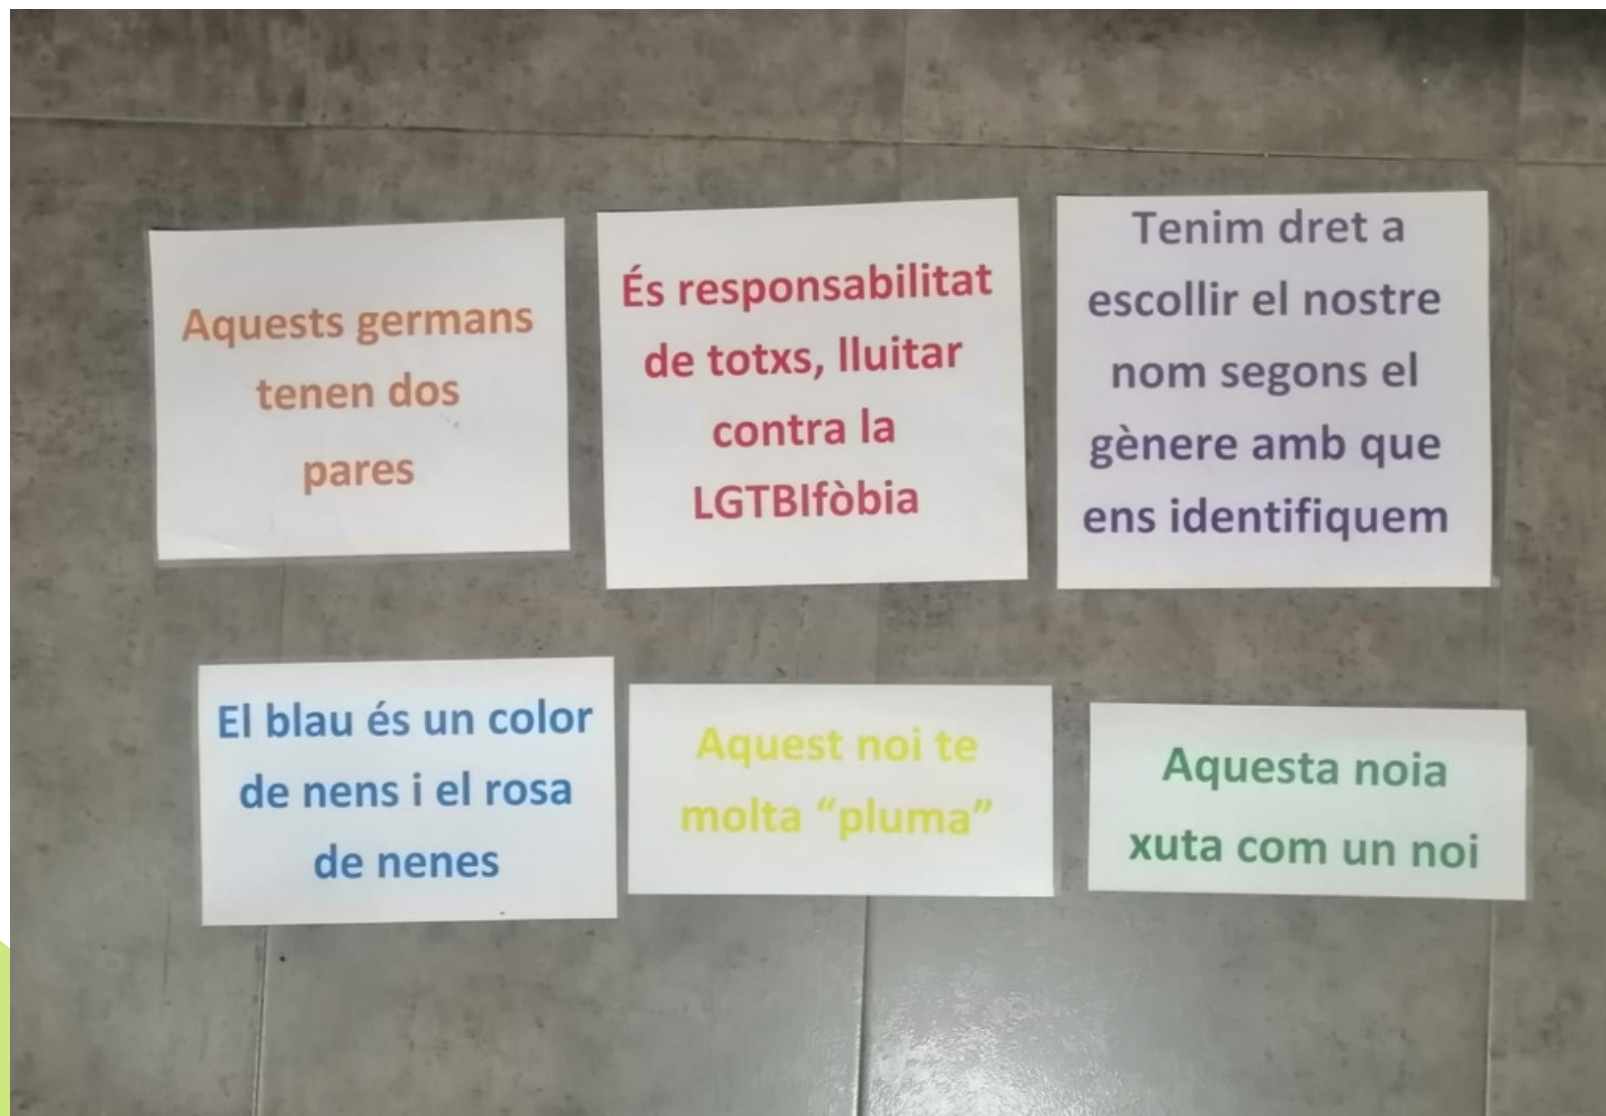 Aquests germans
tenen dos
pares
És responsabilitat
de totxs, lluitar
contra la
LGTBIfòbia
Tenim dret a
escollir el nostre
nom segons el
gènere amb que
ens identifiquem
El blau és un color
de nens i el rosa
de nenes
Aquest noi te
molta “pluma”
Aquesta noia
xuta com un noi